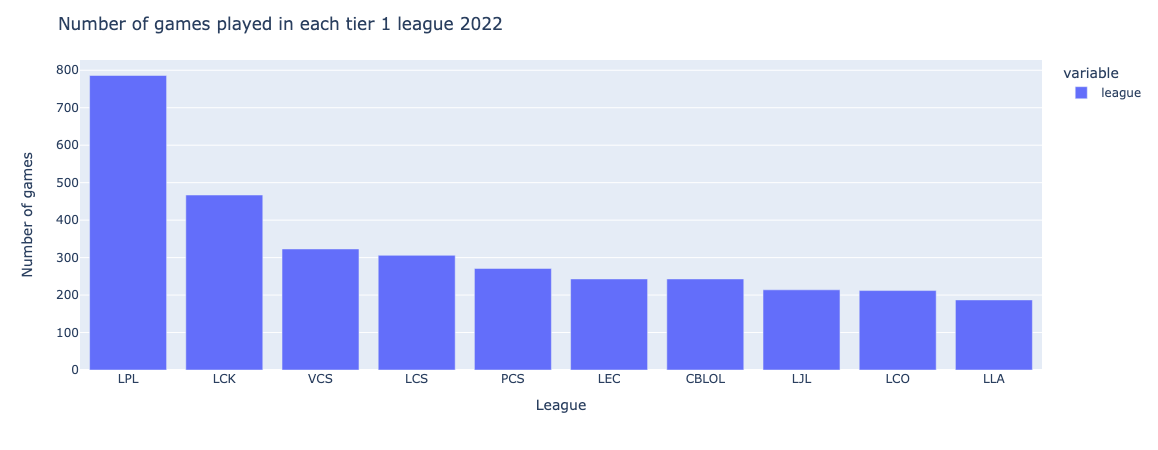 Number of games played in each tier 1 league 2022
variable
league
800
700
600
500
400
300
200
100
0
Number of games
LPL LCK VCS LCS PCS LEC CBLOL LJL LCO LLA
League